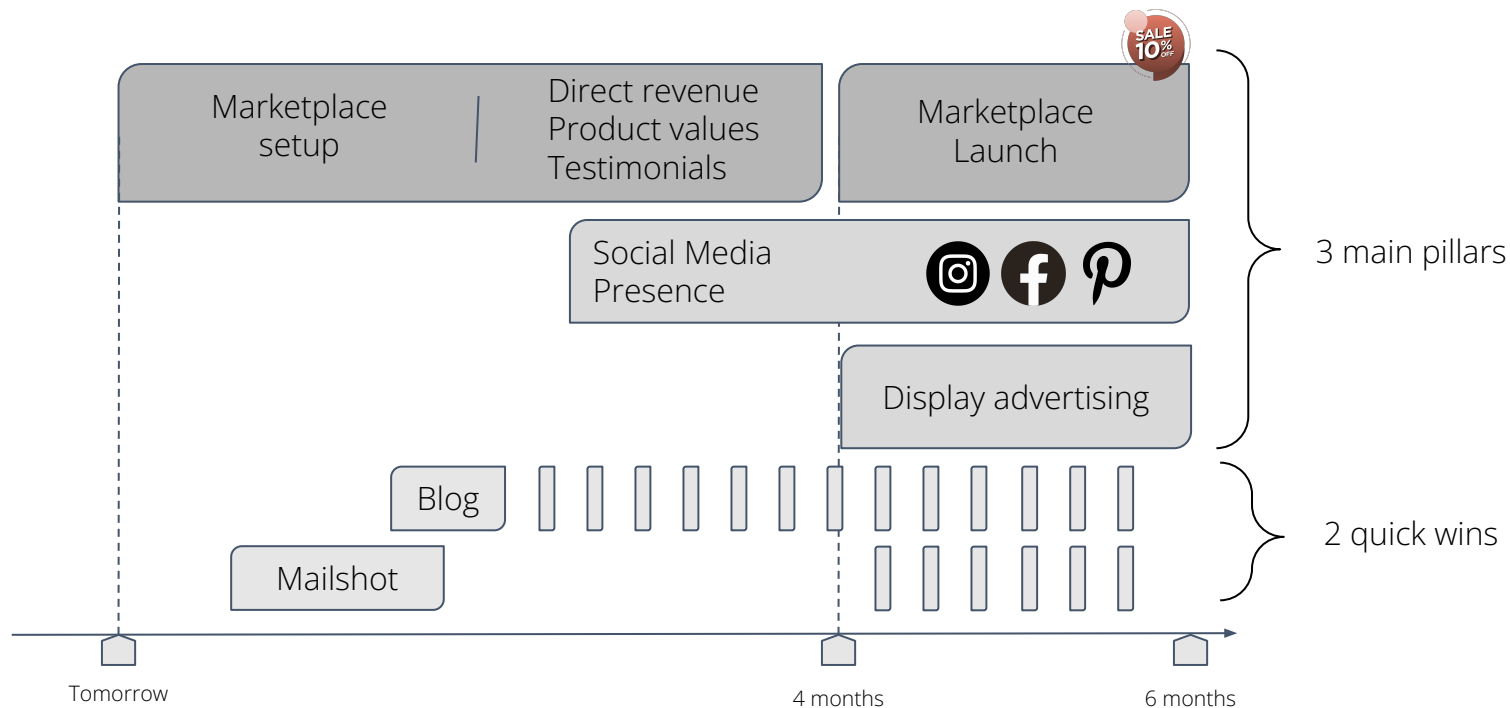 SALE
10%
OFF
Marketplace
setup
Direct revenue
Product values
Testimonials
Marketplace
Launch
Social Media
Presence
3 main pillars
Display advertising
Blog
2 quick wins
Mailshot
Tomorrow
4 months
6 months